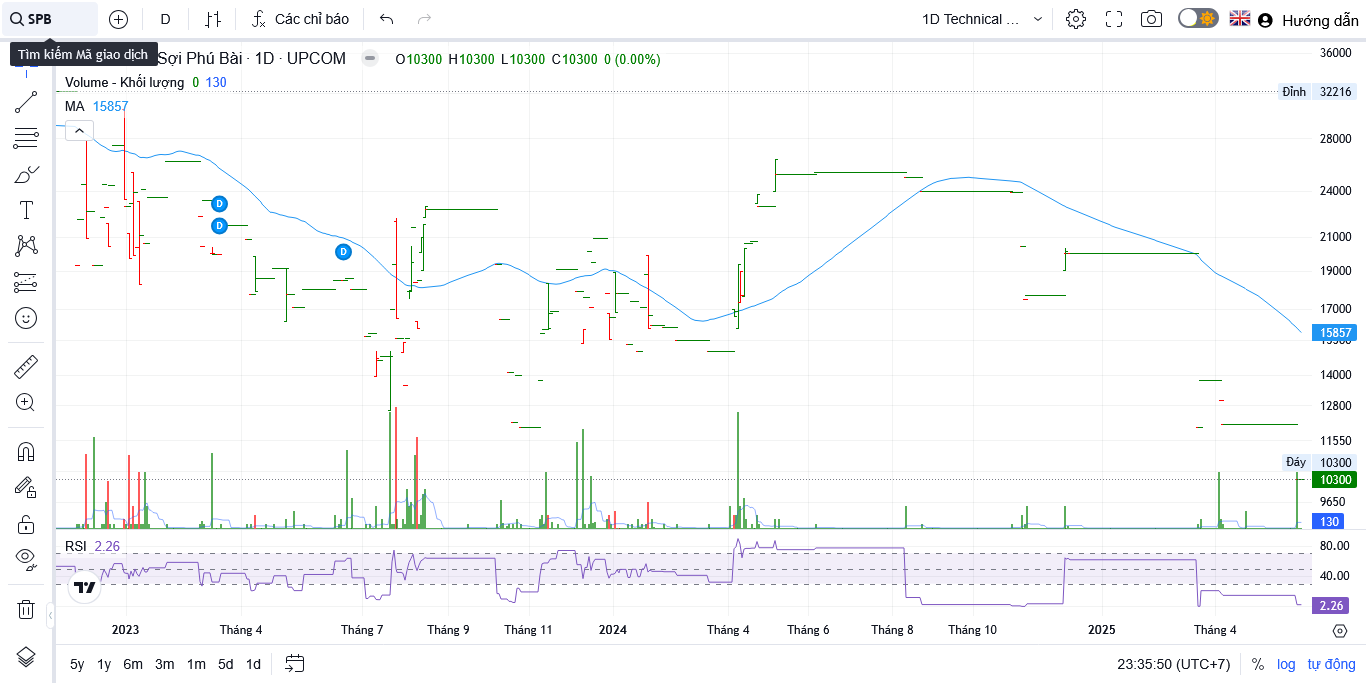 SPB
D
Các chỉ báo
1D Technical ...
Hướng dẫn
Tìm kiếm Mã giao dịch
Sợi Phú Bài · 1D · UPCOM
O10300 H10300 L10300 C10300 0 (0.00%)
Volume - Khối lượng 0 130
MA 15857
D
D
D
36000
Đỉnh 32216
28000
24000
21000
19000
17000
15857
14000
12800
11550
Đáy 10300
10300
9650
130
RSI 2.26
80.00
40.00
2.26
2023 Tháng 4 Tháng 7 Tháng 9 Tháng 11 2024 Tháng 4 Tháng 6 Tháng 8 Tháng 10 2025 Tháng 4
5y 1y 6m 3m 1m 5d 1d
23:35:50 (UTC+7) % log tự động